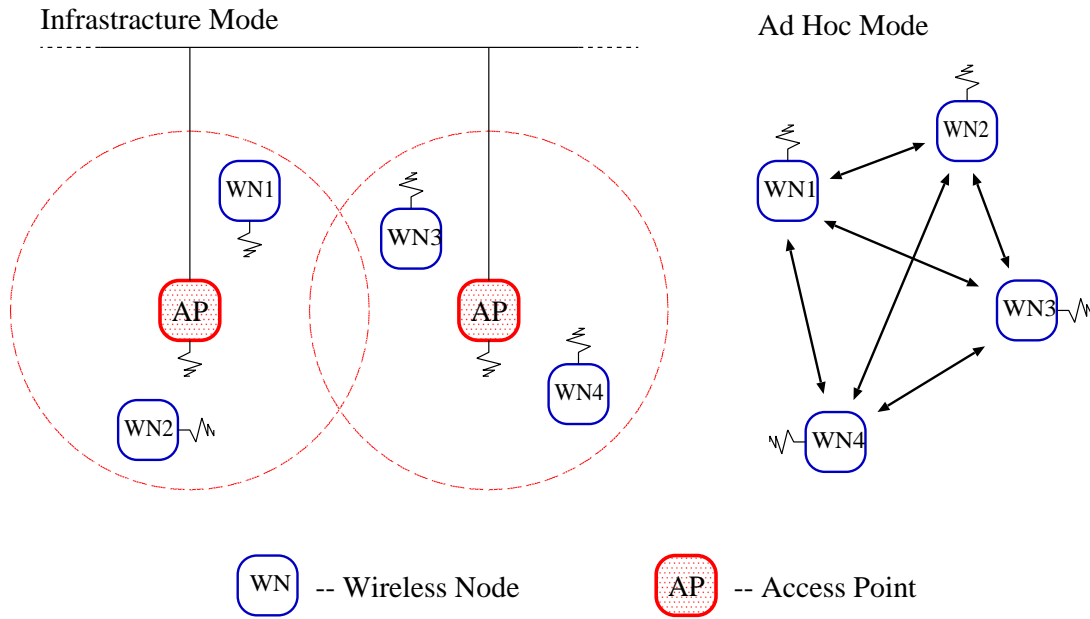 Infrastracture Mode
Ad Hoc Mode
WN1
WN3
AP
AP
WN2
WN4
WN2
WN1
WN3
WN4
WN -- Wireless Node
AP -- Access Point